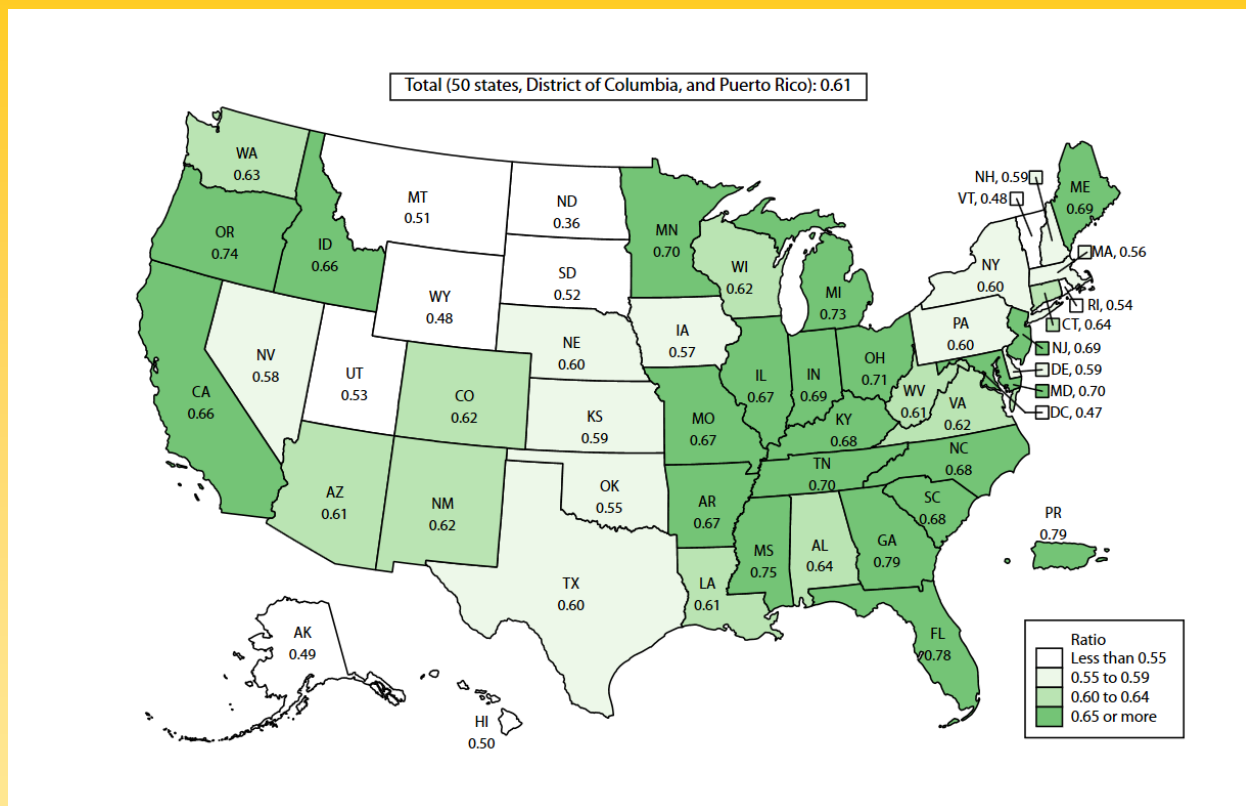 Total (50 states, District of Columbia, and Puerto Rico): 0.61
WA
0.63
MT
0.51
ND
0.36
MN
0.70
OR
0.74
ID
0.66
SD
0.52
WI
0.62
MI
0.73
WY
0.48
NH, 0.59
VT, 0.48
ME
0.69
MA, 0.56
NY
0.60
RI, 0.54
CT, 0.64
PA
0.60
NJ, 0.69
DE, 0.59
MD, 0.70
DC, 0.47
IA
0.57
NE
0.60
NV
0.58
UT
0.53
CO
0.62
CA
0.66
KS
0.59
MO
0.67
IL
0.67
IN
0.69
OH
0.71
WV
0.61
VA
0.62
KY
0.68
TN
0.70
NC
0.68
SC
0.68
AZ
0.61
NM
0.62
OK
0.55
AR
0.67
MS
0.75
AL
0.64
GA
0.79
PR
0.79
TX
0.60
LA
0.61
FL
0.78
AK
0.49
HI
0.50
Ratio
Less than 0.55
0.55 to 0.59
0.60 to 0.64
0.65 or more